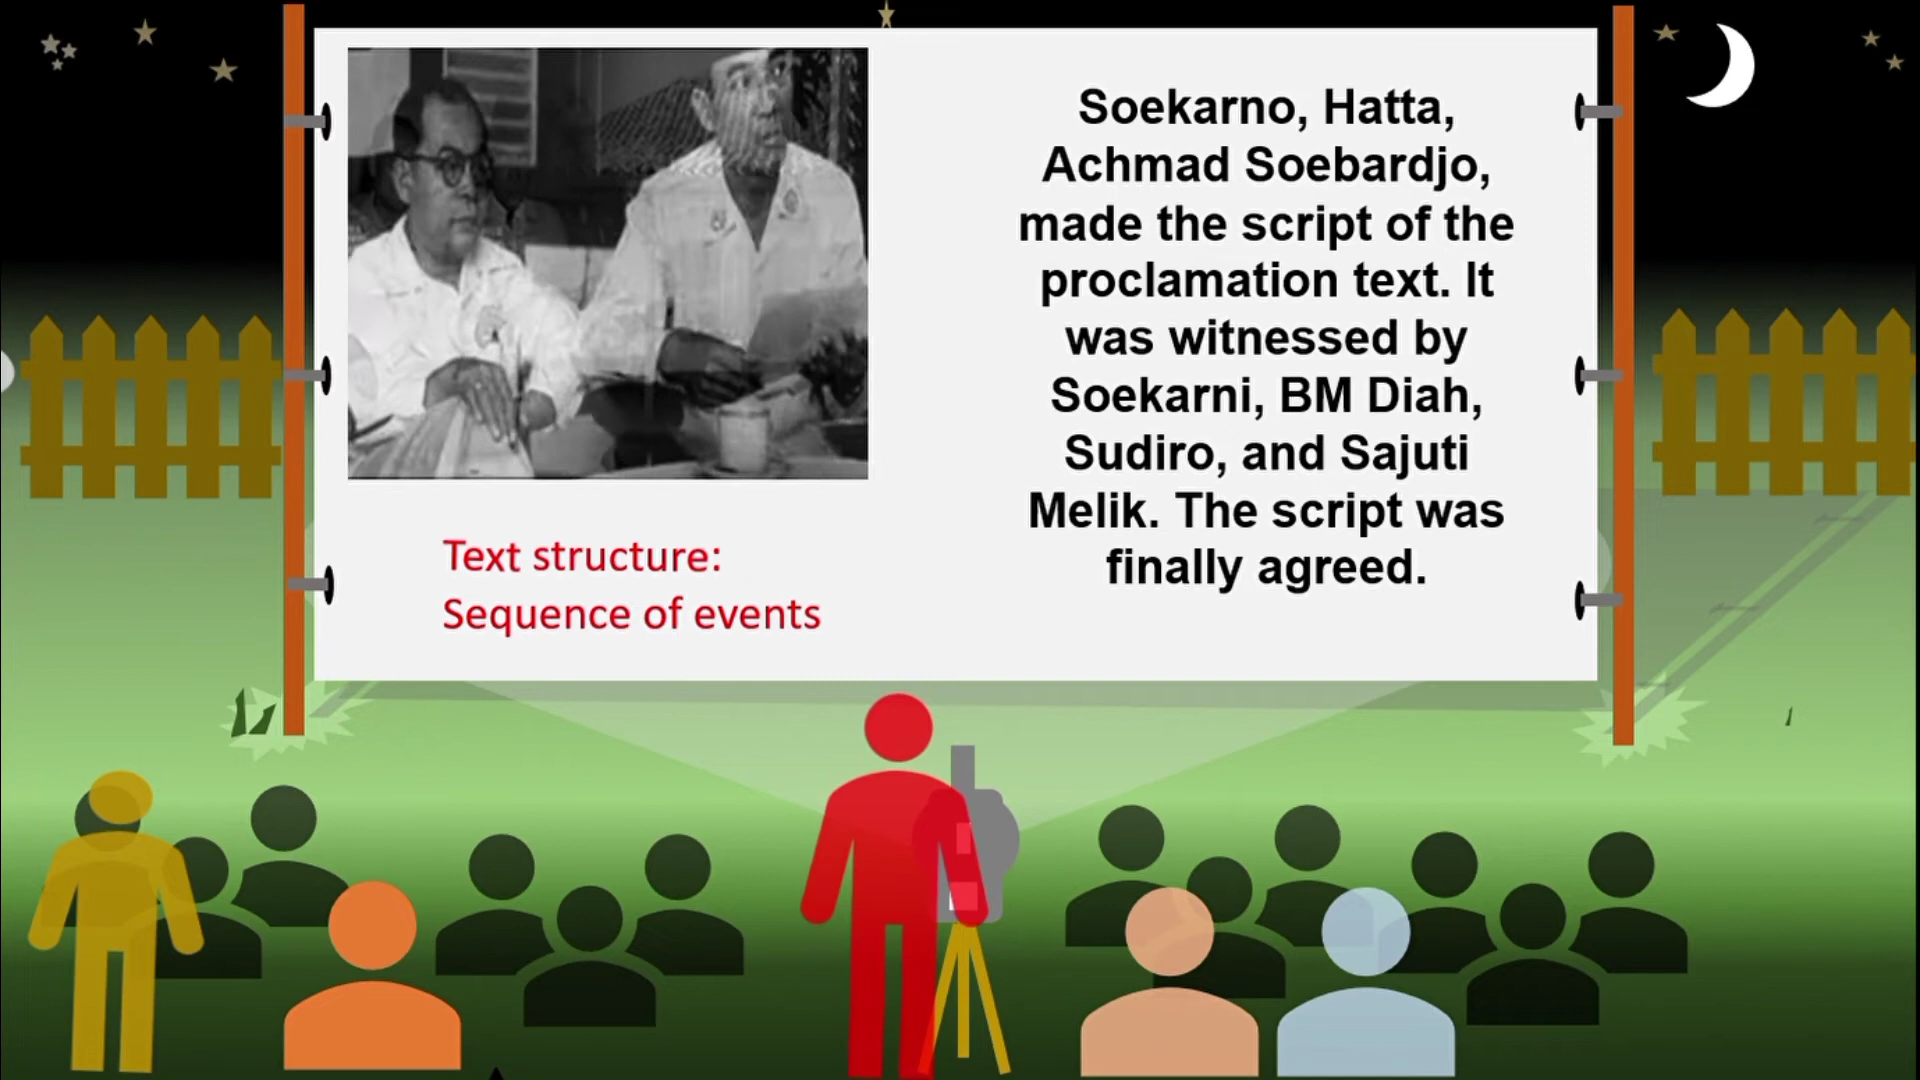 Soekarno, Hatta,
Achmad Soebardjo,
made the script of the
proclamation text. It
was witnessed by
Soekarni, BM Diah,
Sudiro, and Sajuti
Melik. The script was
finally agreed.
Text structure:
Sequence of events